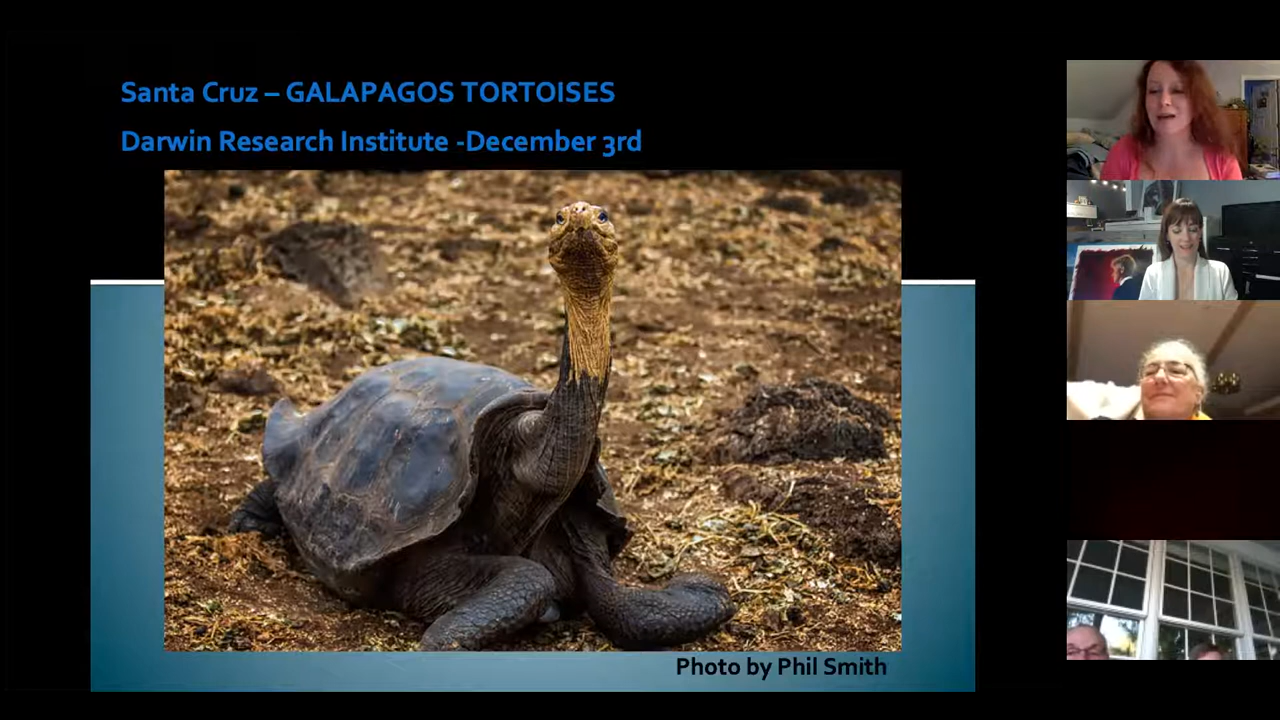 Santa Cruz – GALAPAGOS TORTOISES
Darwin Research Institute -December 3rd
Photo by Phil Smith